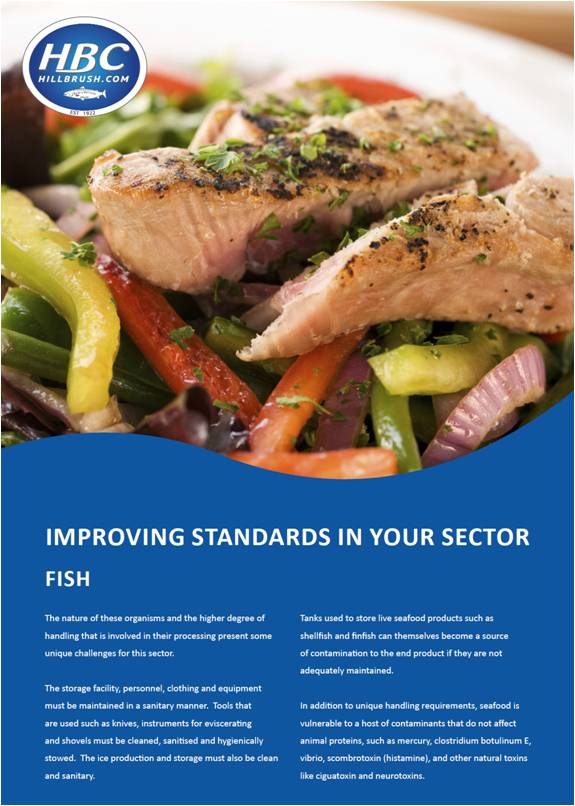 HBC
HILLBRUSH.COM
EST 1922
IMPROVING STANDARDS IN YOUR SECTOR
FISH
The nature of these organisms and the higher degree of
handling that is involved in their processing present some
unique challenges for this sector.
The storage facility, personnel, clothing and equipment
must be maintained in a sanitary manner.  Tools that
are used such as knives, instruments for eviscerating
and shovels must be cleaned, sanitised and hygienically
stowed.  The ice production and storage must also be clean
and sanitary.
Tanks used to store live seafood products such as
shellfish and finfish can themselves become a source
of contamination to the end product if they are not
adequately maintained.
In addition to unique handling requirements, seafood is
vulnerable to a host of contaminants that do not affect
animal proteins, such as mercury, clostridium botulinum E,
vibrio, scombrotoxin (histamine), and other natural toxins
like ciguatoxin and neurotoxins.